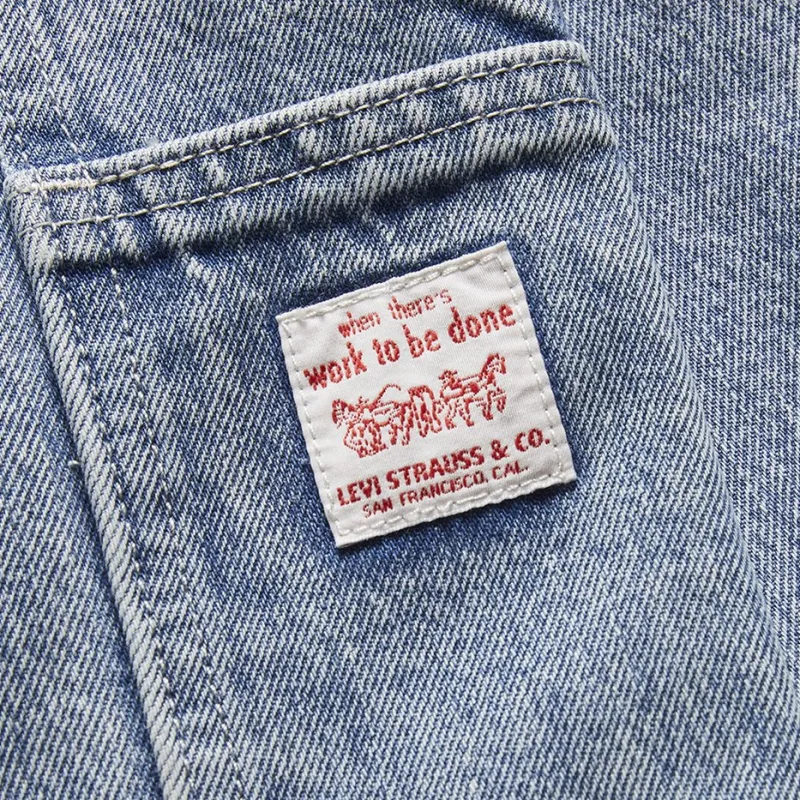 when there's
work to be done
LEVI STRAUSS & CO.
SAN FRANCISCO, CAL.